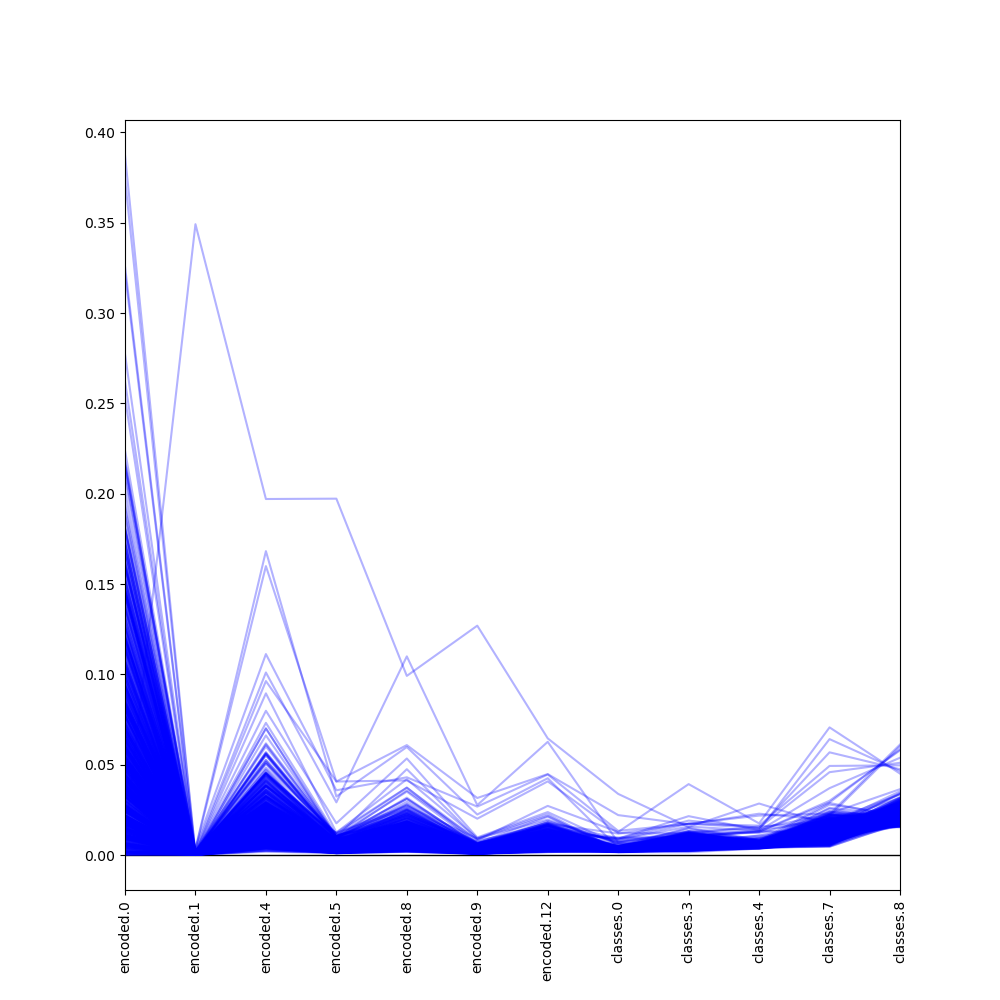 0.40
0.35
0.30
0.25
0.20
0.15
0.10
0.05
0.00
encoded.0
encoded.1
encoded.4
encoded.5
encoded.8
encoded.9
encoded.12
classes.0
classes.3
classes.4
classes.7
classes.8